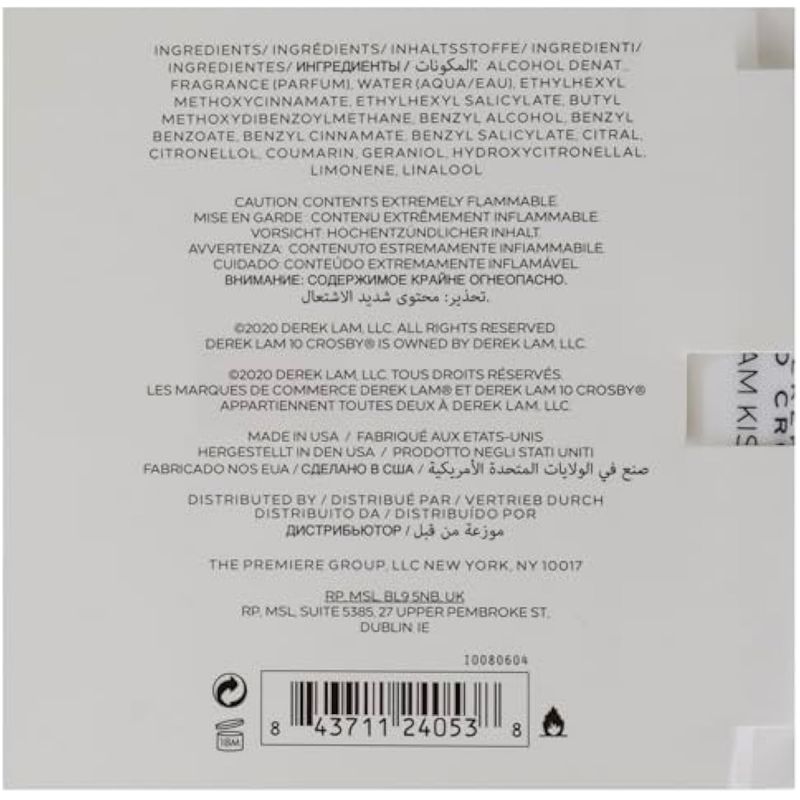 INGREDIENTS/ INGRÉDIENTS/ INHALTSSTOFFE/ INGREDIENTI/
INGREDIENTES/ ИНГРЕДИЕНТЫ / المكونات: ALCOHOL DENAT.,
FRAGRANCE (PARFUM), WATER (AQUA/EAU), ETHYLHEXYL
METHOXYCINNAMATE, ETHYLHEXYL SALICYLATE, BUTYL
METHOXYDIBENZOYLMETHANE, BENZYL ALCOHOL, BENZYL
BENZOATE, BENZYL CINNAMATE, BENZYL SALICYLATE, CITRAL,
CITRONELLOL, COUMARIN, GERANIOL, HYDROXYCITRONELLAL,
LIMONENE, LINALOOL
CAUTION: CONTENTS EXTREMELY FLAMMABLE.
MISE EN GARDE : CONTENU EXTRÊMEMENT INFLAMMABLE.
VORSICHT: HOCHENTZÜNDLICHER INHALT.
AVVERTENZA: CONTENUTO ESTREMAMENTE INFIAMMABILE.
CUIDADO: CONTEÚDO EXTREMAMENTE INFLAMÁVEL.
ВНИМАНИЕ: СОДЕРЖИМОЕ КРАЙНЕ ОГНЕОПАСНО.
تحذير: محتوى شديد الاشتعال.
©2020 DEREK LAM, LLC. ALL RIGHTS RESERVED.
DEREK LAM 10 CROSBY® IS OWNED BY DEREK LAM, LLC.
©2020 DEREK LAM, LLC. TOUS DROITS RÉSERVÉS.
LES MARQUES DE COMMERCE DEREK LAM® ET DEREK LAM 10 CROSBY®
APPARTIENNENT TOUTES DEUX À DEREK LAM, LLC.
MADE IN USA / FABRIQUÉ AUX ETATS-UNIS
HERGESTELLT IN DEN USA / PRODOTTO NEGLI STATI UNITI
FABRICADO NOS EUA / СДЕЛАНО В США / صنع في الولايات المتحدة الأمريكية
DISTRIBUTED BY / DISTRIBUÉ PAR / VERTRIEB DURCH
DISTRIBUITO DA / DISTRIBUÍDO POR
ДИСТРИБЬЮТОР / موزعة من قبل
THE PREMIERE GROUP, LLC NEW YORK, NY 10017
RP, MSL, BL9 5NB, UK
RP, MSL, SUITE 5385, 27 UPPER PEMBROKE ST,
DUBLIN, IE
I0080604
8 43711 24053 8
18M
AM KIS